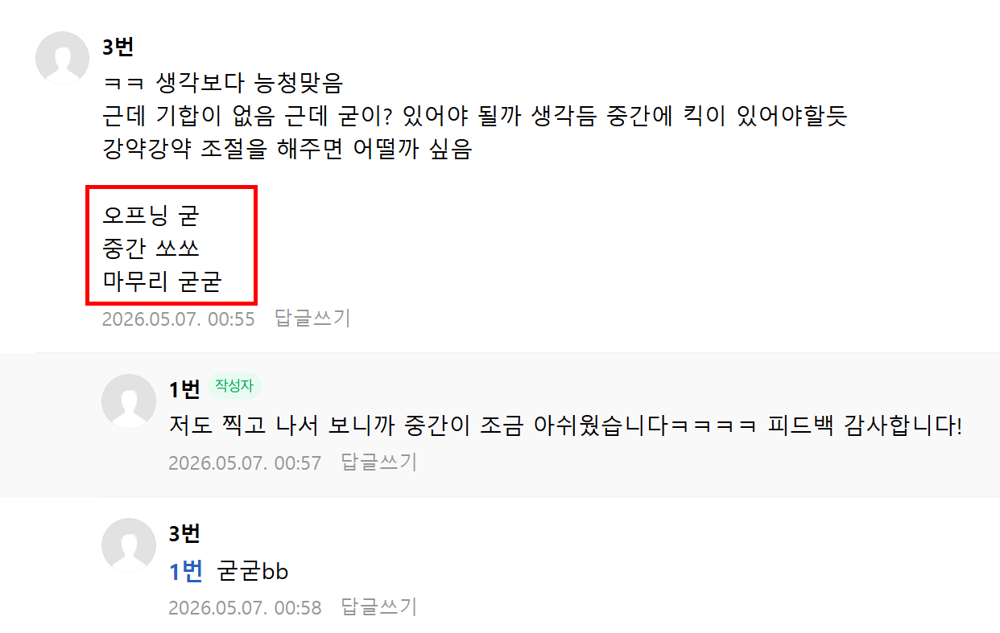 3번
ㅋㅋ 생각보다 능청맞음
근데 기합이 없음 근데 굳이? 있어야 될까 생각듬 중간에 킥이 있어야할듯
강약강약 조절을 해주면 어떨까 싶음
오프닝 굳
중간 쏘쏘
마무리 굳굳
2026.05.07. 00:55 답글쓰기
1번 작성자
저도 찍고 나서 보니까 중간이 조금 아쉬웠습니다ㅋㅋㅋㅋ 피드백 감사합니다!
2026.05.07. 00:57 답글쓰기
3번
1번 굳굳bb
2026.05.07. 00:58 답글쓰기